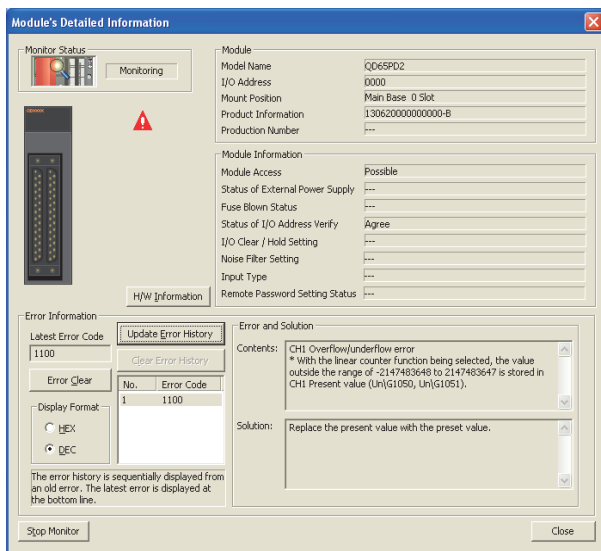 Module's Detailed Information
Monitor Status
Monitoring
Module
Model Name QD65PD2
I/O Address 0000
Mount Position Main Base 0 Slot
Product Information 130620000000000-B
Production Number ---
Module Information
Module Access Possible
Status of External Power Supply ---
Fuse Blown Status ---
Status of I/O Address Verify Agree
I/O Clear / Hold Setting ---
Noise Filter Setting ---
Input Type ---
Remote Password Setting Status ---
H/W Information
Error Information
Latest Error Code
1100
Error Clear
Display Format
HEX
DEC
Update Error History
Clear Error History
No. Error Code
1 1100
The error history is sequentially displayed from
an old error. The latest error is displayed at
the bottom line.
Error and Solution
Contents: CH1 Overflow/underflow error
* With the linear counter function being selected, the value
outside the range of -2147483648 to 2147483647 is stored in
CH1 Present value (Un\G1050, Un\G1051).
Solution: Replace the present value with the preset value.
Stop Monitor
Close